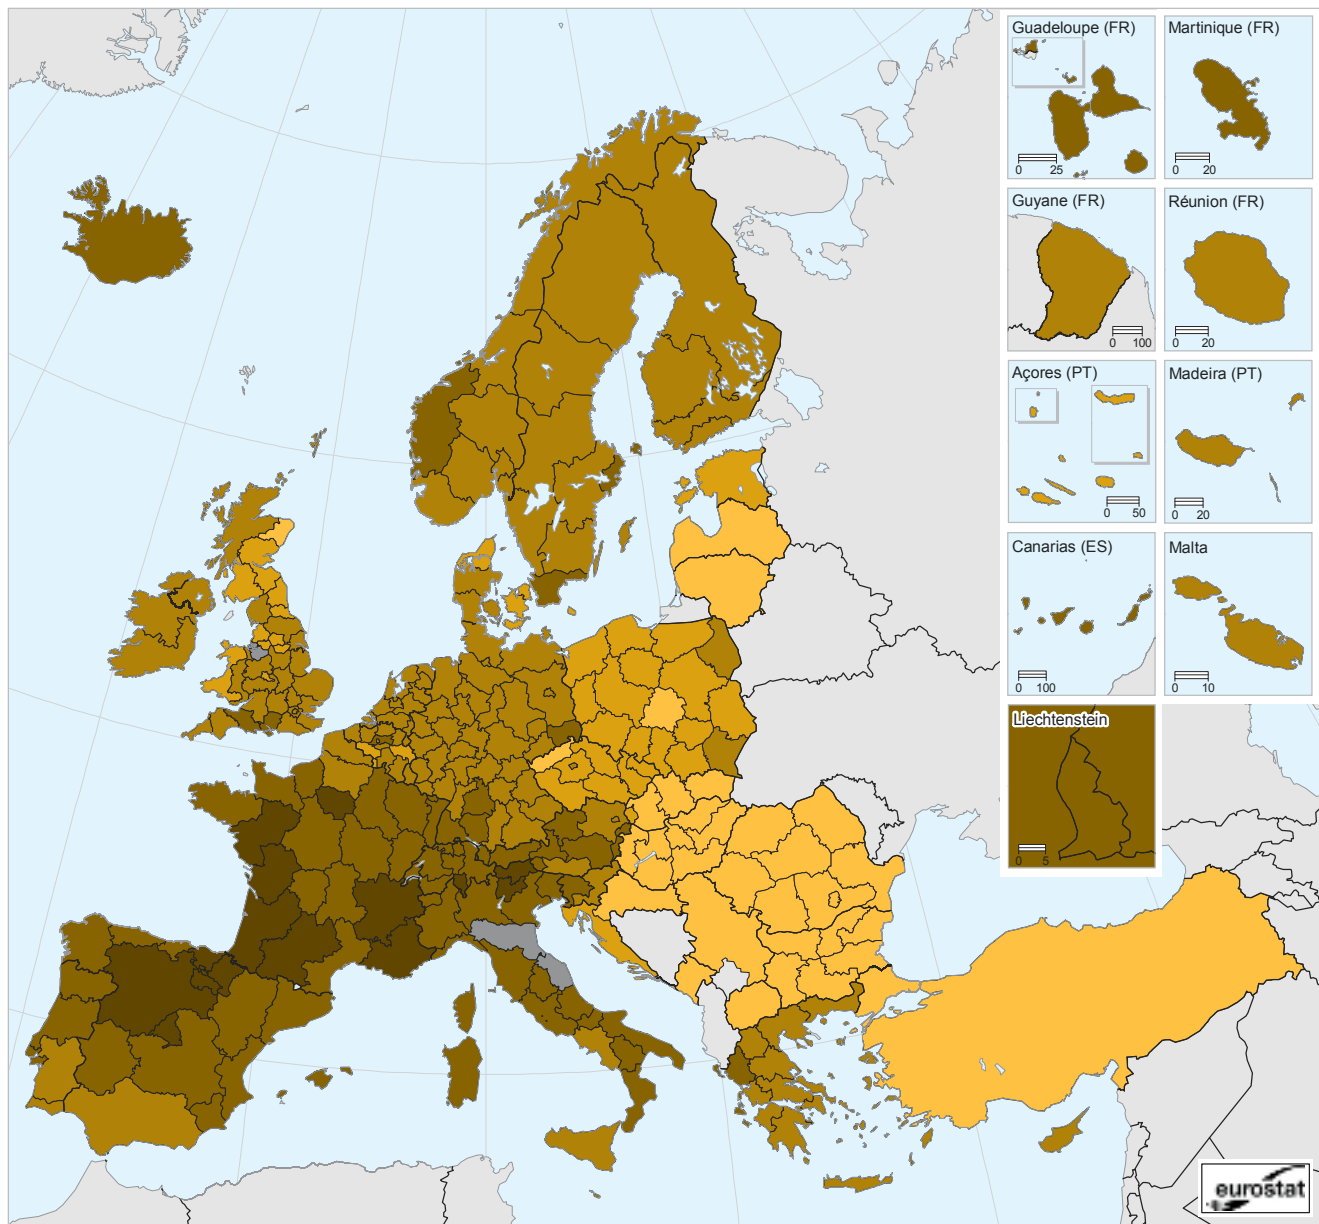 Guadeloupe (FR)
0 25
Martinique (FR)
0 20
Guyane (FR)
0 100
Réunion (FR)
0 20
Açores (PT)
0 50
Madeira (PT)
0 20
Canarias (ES)
0 100
Malta
0 10
Liechtenstein
0 5
eurostat